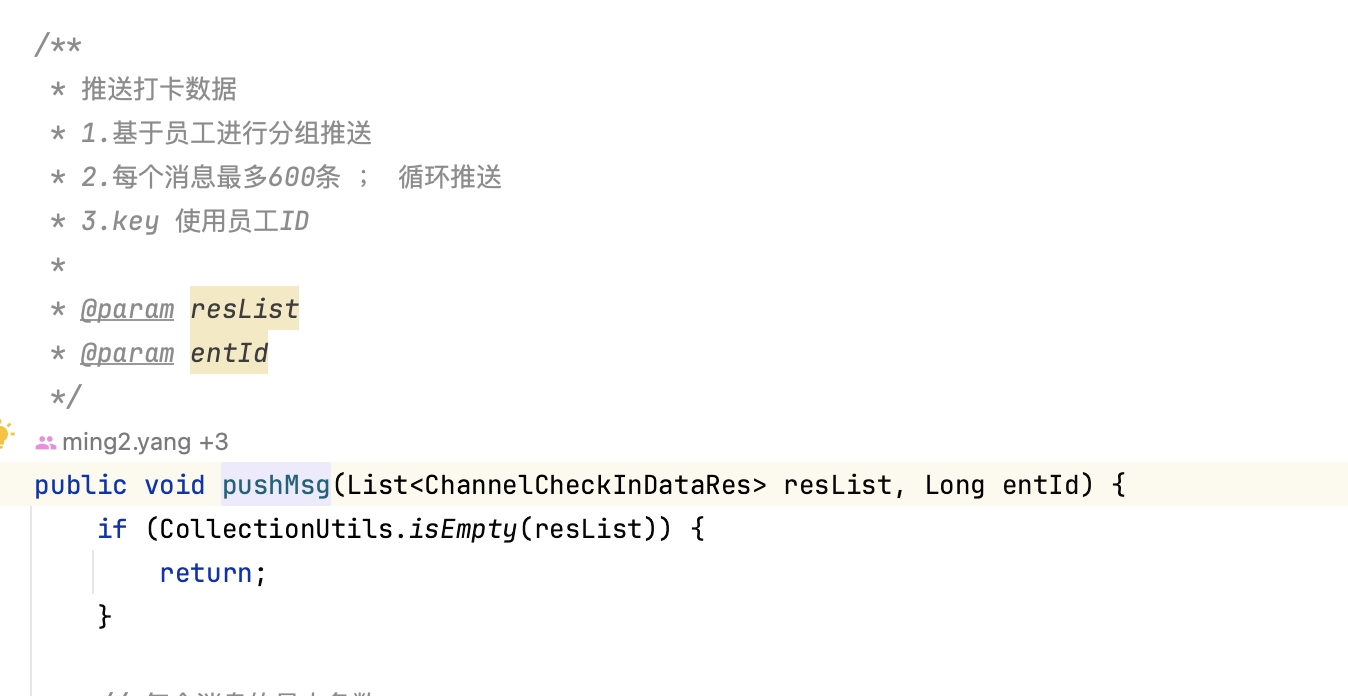 /**
* 推送打卡数据
* 1.基于员工进行分组推送
* 2.每个消息最多600条 ； 循环推送
* 3.key 使用员工ID
*
* @param resList
* @param entId
*/
ming2.yang +3
public void pushMsg(List<ChannelCheckInDataRes> resList, Long entId) {
if (CollectionUtils.isEmpty(resList)) {
return;
}